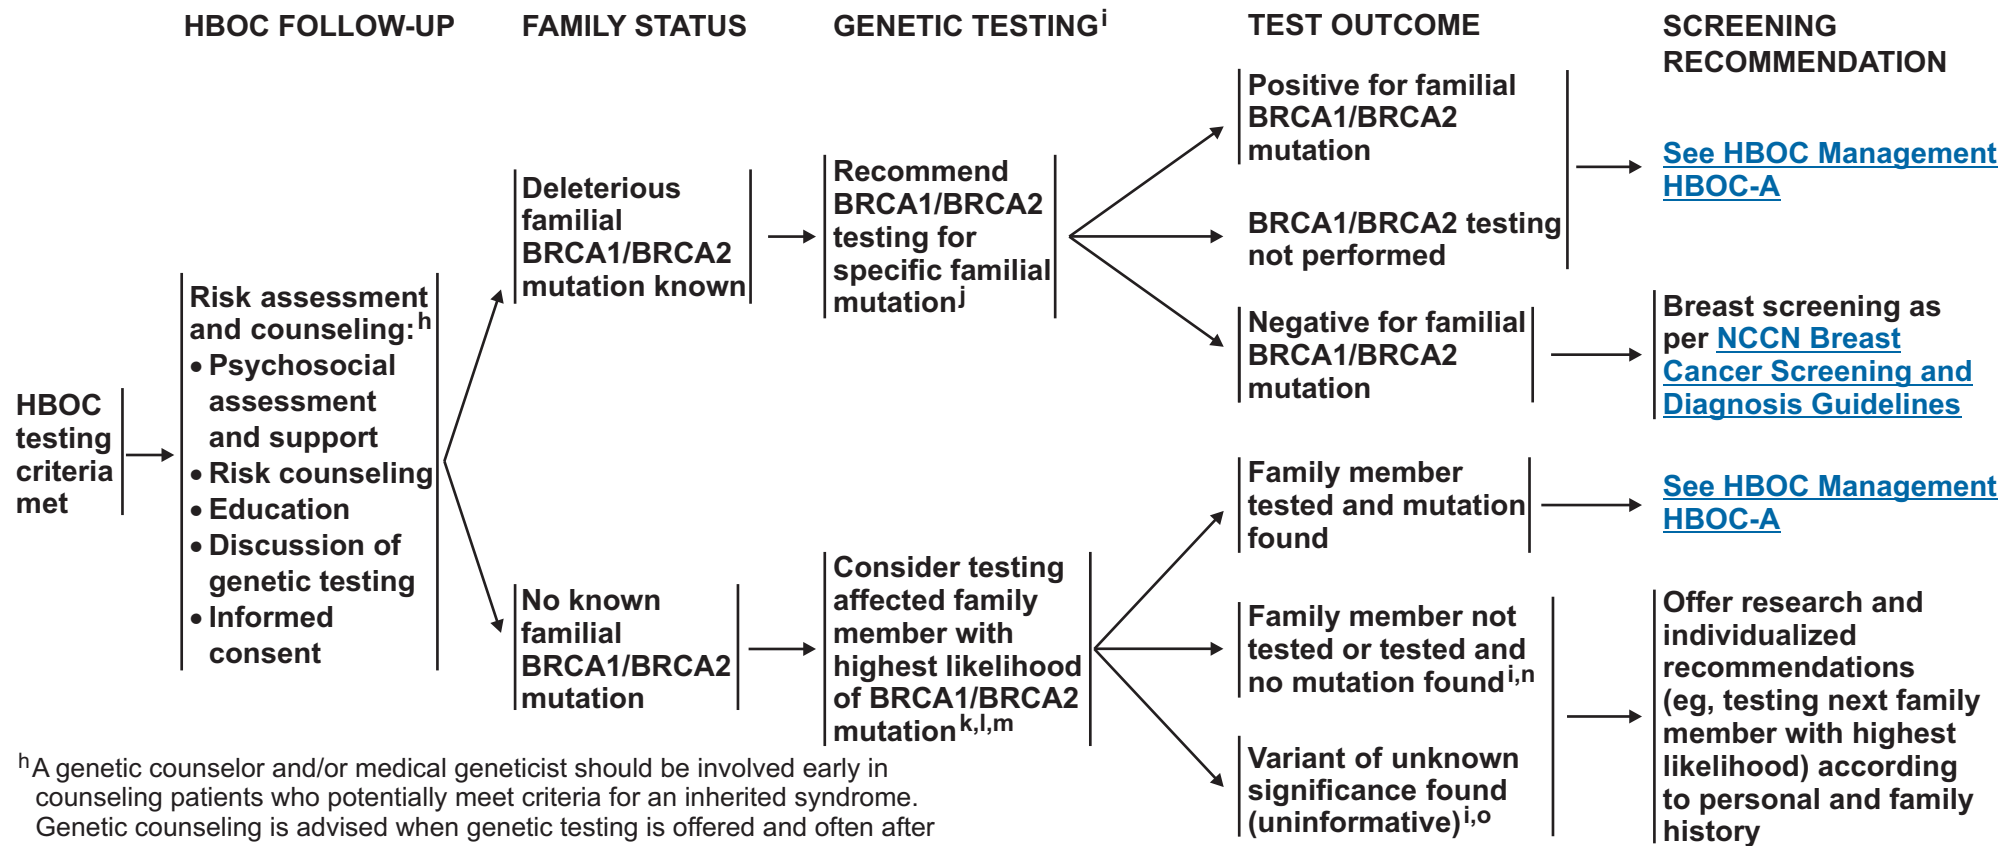 HBOC FOLLOW-UP
FAMILY STATUS
GENETIC TESTINGⁱ
TEST OUTCOME
SCREENING
RECOMMENDATION
HBOC
testing
criteria
met
Risk assessment
and counseling:ʰ
• Psychosocial
assessment
and support
• Risk counseling
• Education
• Discussion of
genetic testing
• Informed
consent
Deleterious
familial
BRCA1/BRCA2
mutation known
Recommend
BRCA1/BRCA2
testing for
specific familial
mutationʲ
Positive for familial
BRCA1/BRCA2
mutation
BRCA1/BRCA2 testing
not performed
See HBOC Management
HBOC-A
Negative for familial
BRCA1/BRCA2
mutation
Breast screening as
per NCCN Breast
Cancer Screening and
Diagnosis Guidelines
No known
familial
BRCA1/BRCA2
mutation
Consider testing
affected family
member with
highest likelihood
of BRCA1/BRCA2
mutationᵏ,ˡ,ᵐ
Family member
tested and mutation
found
See HBOC Management
HBOC-A
Family member not
tested or tested and
no mutation foundⁱ,ⁿ
Variant of unknown
significance found
(uninformative)ⁱ,ᵒ
Offer research and
individualized
recommendations
(eg, testing next family
member with highest
likelihood) according
to personal and family
history
ʰA genetic counselor and/or medical geneticist should be involved early in
counseling patients who potentially meet criteria for an inherited syndrome.
Genetic counseling is advised when genetic testing is offered and often after